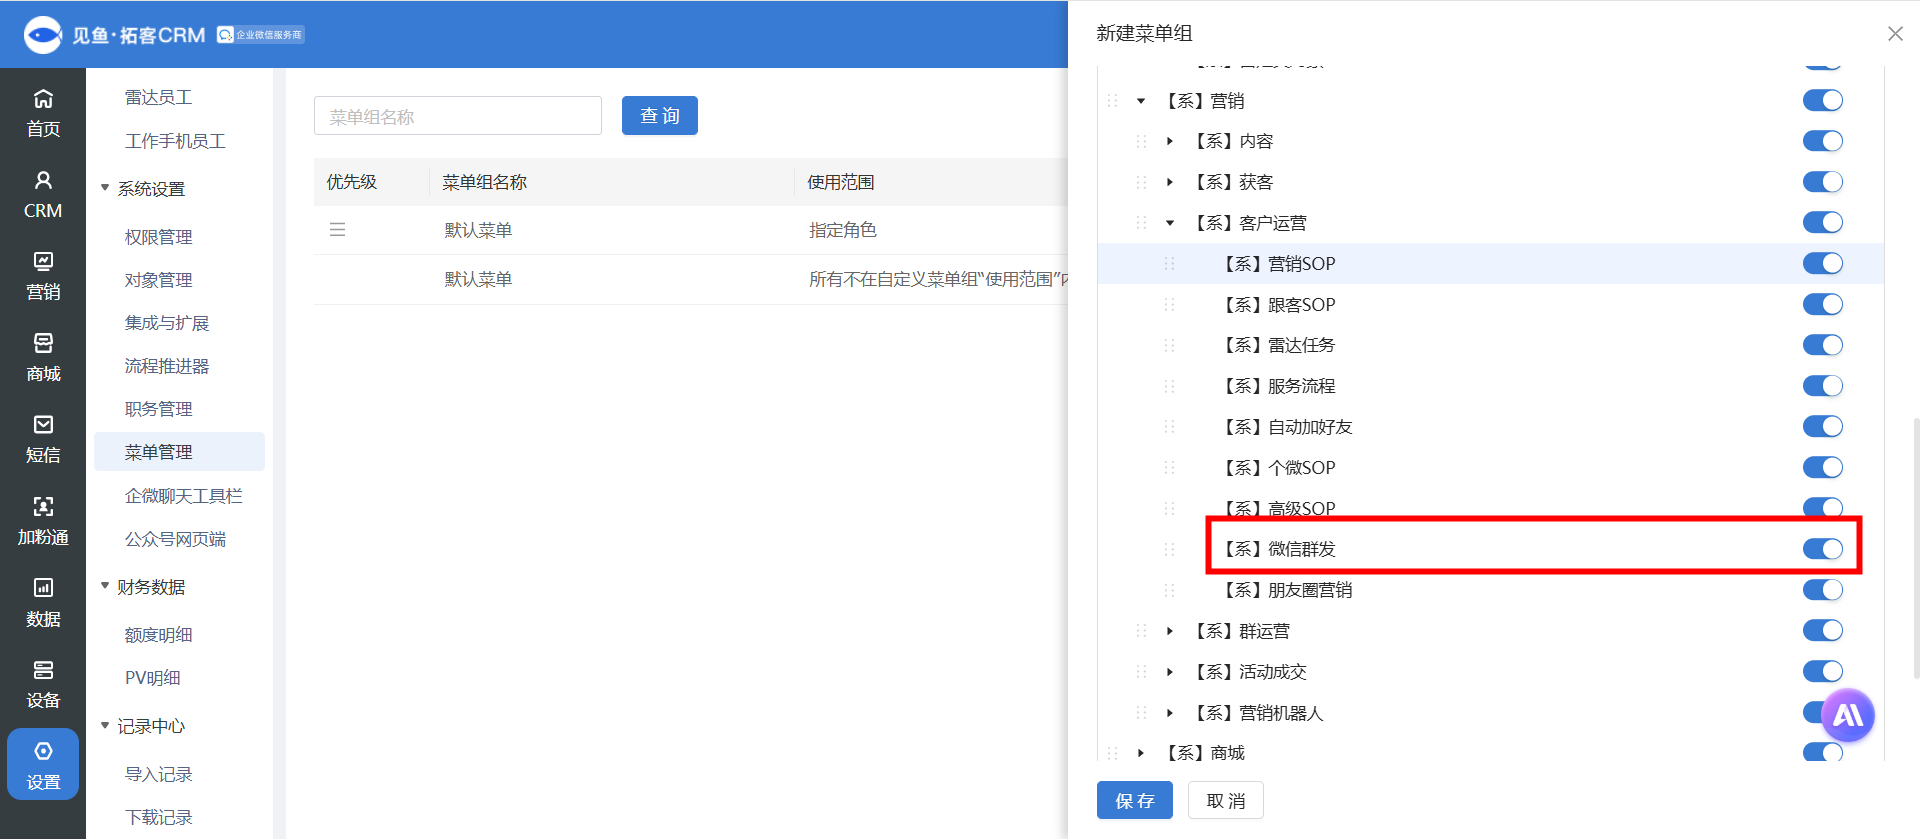 见鱼·拓客CRM
企业微信服务商
首页
CRM
营销
商城
短信
加粉通
数据
设备
设置
雷达员工
工作手机员工
系统设置
权限管理
对象管理
集成与扩展
流程推进器
职务管理
菜单管理
企微聊天工具栏
公众号网页端
财务数据
额度明细
PV明细
记录中心
导入记录
下载记录
菜单组名称
查 询
优先级 菜单组名称 使用范围
默认菜单 指定角色
默认菜单 所有不在自定义菜单组“使用范围”
新建菜单组
【系】营销
【系】内容
【系】获客
【系】客户运营
【系】营销SOP
【系】跟客SOP
【系】雷达任务
【系】服务流程
【系】自动加好友
【系】个微SOP
【系】高级SOP
【系】微信群发
【系】朋友圈营销
【系】群运营
【系】活动成交
【系】营销机器人
【系】商城
AI
保 存
取 消